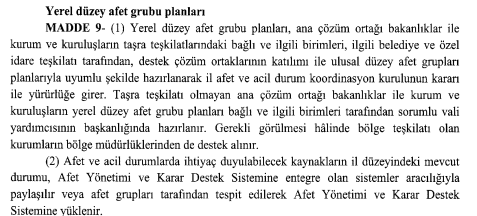 Yerel düzey afet grubu planları
MADDE 9- (1) Yerel düzey afet grubu planları, ana çözüm ortağı bakanlıklar ile
kurum ve kuruluşların taşra teşkilatlarındaki bağlı ve ilgili birimleri, ilgili belediye ve özel
idare teşkilatı tarafından, destek çözüm ortaklarının katılımı ile ulusal düzey afet grupları
planlarıyla uyumlu şekilde hazırlanarak il afet ve acil durum koordinasyon kurulunun kararı
ile yürürlüğe girer. Taşra teşkilatı olmayan ana çözüm ortağı bakanlıklar ile kurum ve
kuruluşların yerel düzey afet grubu planları bağlı ve ilgili birimleri tarafından sorumlu vali
yardımcısının başkanlığında hazırlanır. Gerekli görülmesi hâlinde bölge teşkilatı olan
kurumların bölge müdürlüklerinden de destek alınır.
(2) Afet ve acil durumlarda ihtiyaç duyulabilecek kaynakların il düzeyindeki mevcut
durumu, Afet Yönetimi ve Karar Destek Sistemine entegre olan sistemler aracılığıyla
paylaşılır veya afet grupları tarafından tespit edilerek Afet Yönetimi ve Karar Destek
Sistemine yüklenir.